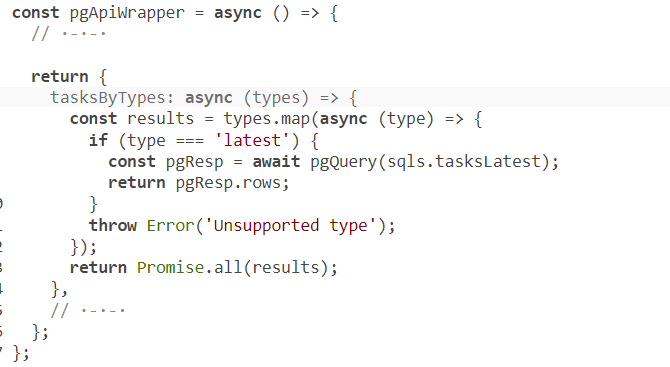 const pgApiWrapper = async () => {
// ·-·-·
return {
tasksByTypes: async (types) => {
const results = types.map(async (type) => {
if (type === 'latest') {
const pgResp = await pgQuery(sqls.tasksLatest);
return pgResp.rows;
}
throw Error('Unsupported type');
});
return Promise.all(results);
},
// ·-·-·
};
};